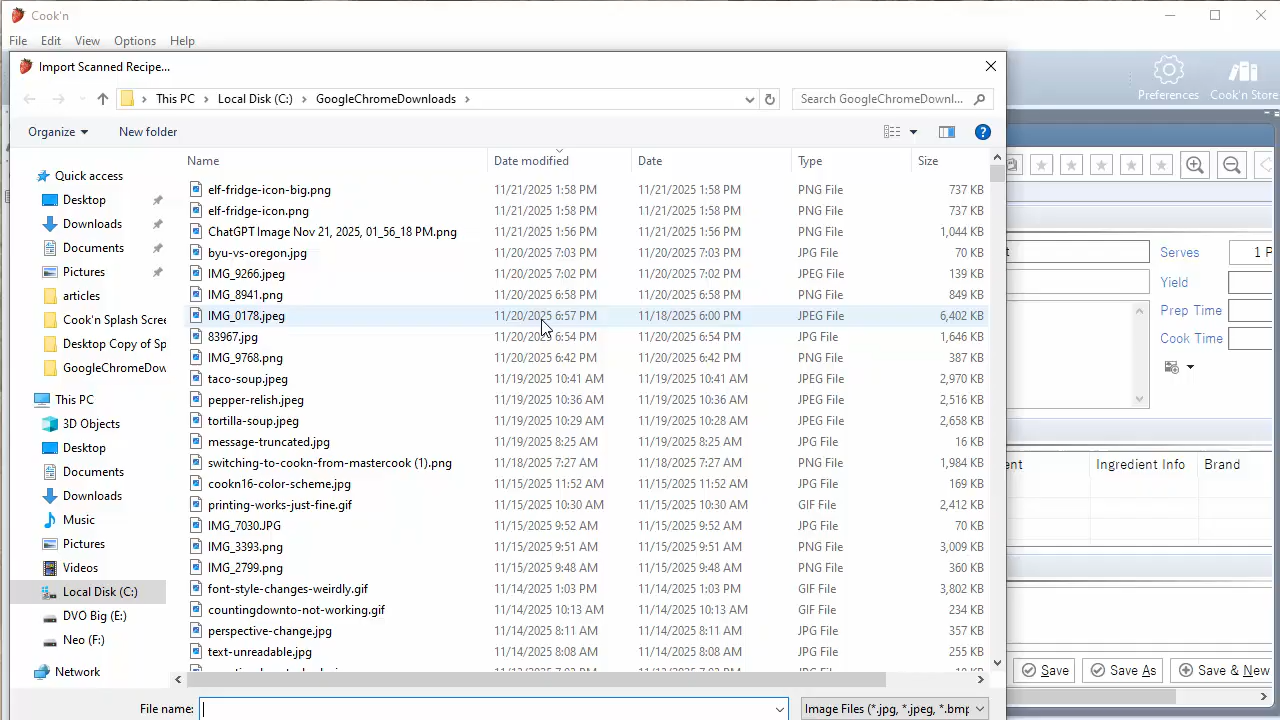 Cook'n
File Edit View Options Help
Preferences Cook'n Store
Import Scanned Recipe...
This PC Local Disk (C:) GoogleChromeDownloads
Search GoogleChromeDownl...
Organize New folder
Name Date modified Date Type Size
Quick access
Desktop
Downloads
Documents
Pictures
articles
Cook'n Splash Scree
Desktop Copy of Sp
GoogleChromeDow
This PC
3D Objects
Desktop
Documents
Downloads
Music
Pictures
Videos
Local Disk (C:)
DVO Big (E:)
Neo (F:)
Network
elf-fridge-icon-big.png 11/21/2025 1:58 PM 11/21/2025 1:58 PM PNG File 737 KB
elf-fridge-icon.png 11/21/2025 1:58 PM 11/21/2025 1:58 PM PNG File 737 KB
ChatGPT Image Nov 21, 2025, 01_56_18 PM.png 11/21/2025 1:56 PM 11/21/2025 1:56 PM PNG File 1,044 KB
byu-vs-oregon.jpg 11/20/2025 7:03 PM 11/20/2025 7:03 PM JPG File 70 KB
IMG_9266.jpeg 11/20/2025 7:02 PM 11/20/2025 7:02 PM JPEG File 139 KB
IMG_8941.png 11/20/2025 6:58 PM 11/20/2025 6:58 PM PNG File 849 KB
IMG_0178.jpeg 11/20/2025 6:57 PM 11/18/2025 6:00 PM JPEG File 6,402 KB
83967.jpg 11/20/2025 6:54 PM 11/20/2025 6:54 PM JPG File 1,646 KB
IMG_9768.png 11/20/2025 6:42 PM 11/20/2025 6:42 PM PNG File 387 KB
taco-soup.jpeg 11/19/2025 10:41 AM 11/19/2025 10:41 AM JPEG File 2,970 KB
pepper-relish.jpeg 11/19/2025 10:36 AM 11/19/2025 10:36 AM JPEG File 2,516 KB
tortilla-soup.jpeg 11/19/2025 10:29 AM 11/19/2025 10:28 AM JPEG File 2,658 KB
message-truncated.jpg 11/19/2025 8:25 AM 11/19/2025 8:25 AM JPG File 16 KB
switching-to-cookn-from-mastercook (1).png 11/18/2025 7:27 AM 11/18/2025 7:27 AM PNG File 1,984 KB
cookn16-color-scheme.jpg 11/15/2025 11:52 AM 11/15/2025 11:52 AM JPG File 169 KB
printing-works-just-fine.gif 11/15/2025 10:30 AM 11/15/2025 10:30 AM GIF File 2,412 KB
IMG_7030.JPG 11/15/2025 9:52 AM 11/15/2025 9:52 AM JPG File 70 KB
IMG_3393.png 11/15/2025 9:51 AM 11/15/2025 9:51 AM PNG File 3,009 KB
IMG_2799.png 11/15/2025 9:48 AM 11/15/2025 9:48 AM PNG File 360 KB
font-style-changes-weirdly.gif 11/14/2025 1:03 PM 11/14/2025 1:03 PM GIF File 3,802 KB
countingdownto-not-working.gif 11/14/2025 10:13 AM 11/14/2025 10:13 AM GIF File 234 KB
perspective-change.jpg 11/14/2025 8:11 AM 11/14/2025 8:11 AM JPG File 357 KB
text-unreadable.jpg 11/14/2025 8:08 AM 11/14/2025 8:08 AM JPG File 255 KB
File name: Image Files (*.jpg, *.jpeg, *.bmp
Serves 1 P
Yield
Prep Time
Cook Time
ent Ingredient Info Brand
Save Save As Save & New